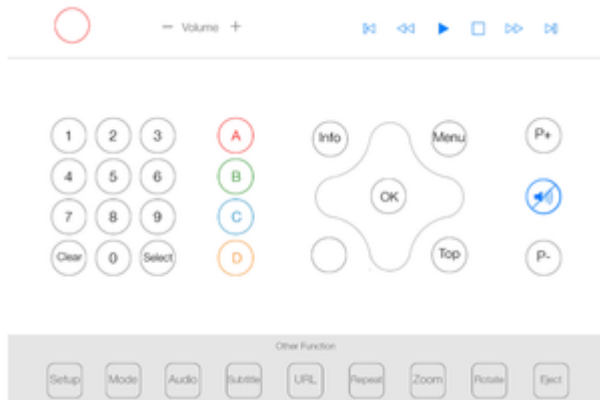 − Volume +
1 2 3 A Info Menu P+
4 5 6 B OK
7 8 9 C
Clear 0 Select D Top P-
Other Function
Setup Mode Audio Subtitle URL Repeat Zoom Rotate Eject